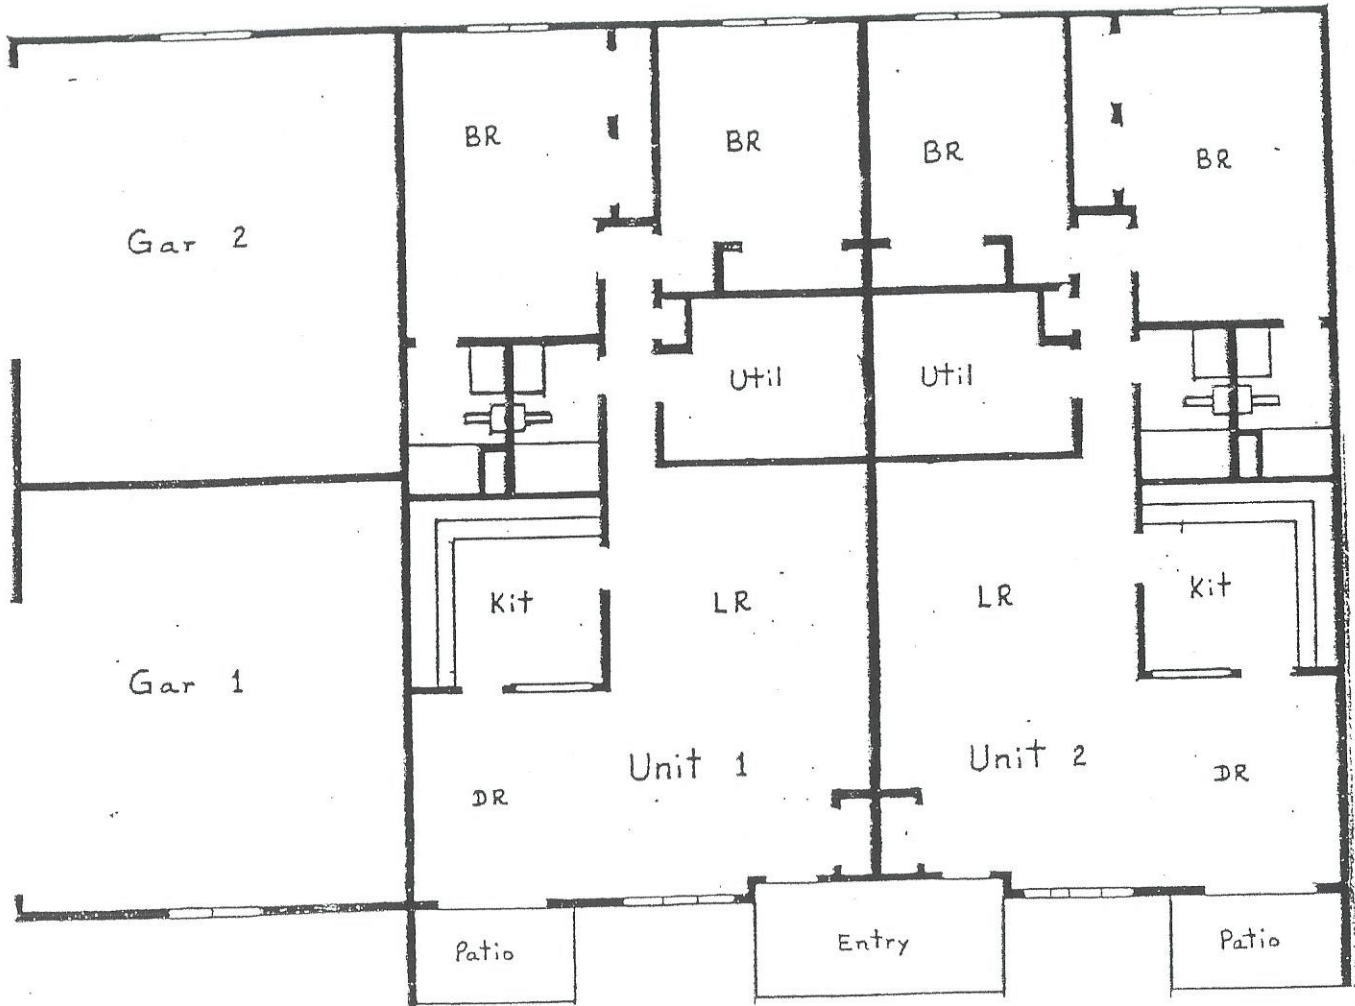 BR
BR
BR
BR
Gar 2
Util
Util
Kit
LR
LR
Kit
Gar 1
Unit 1
Unit 2
DR
DR
Patio
Entry
Patio